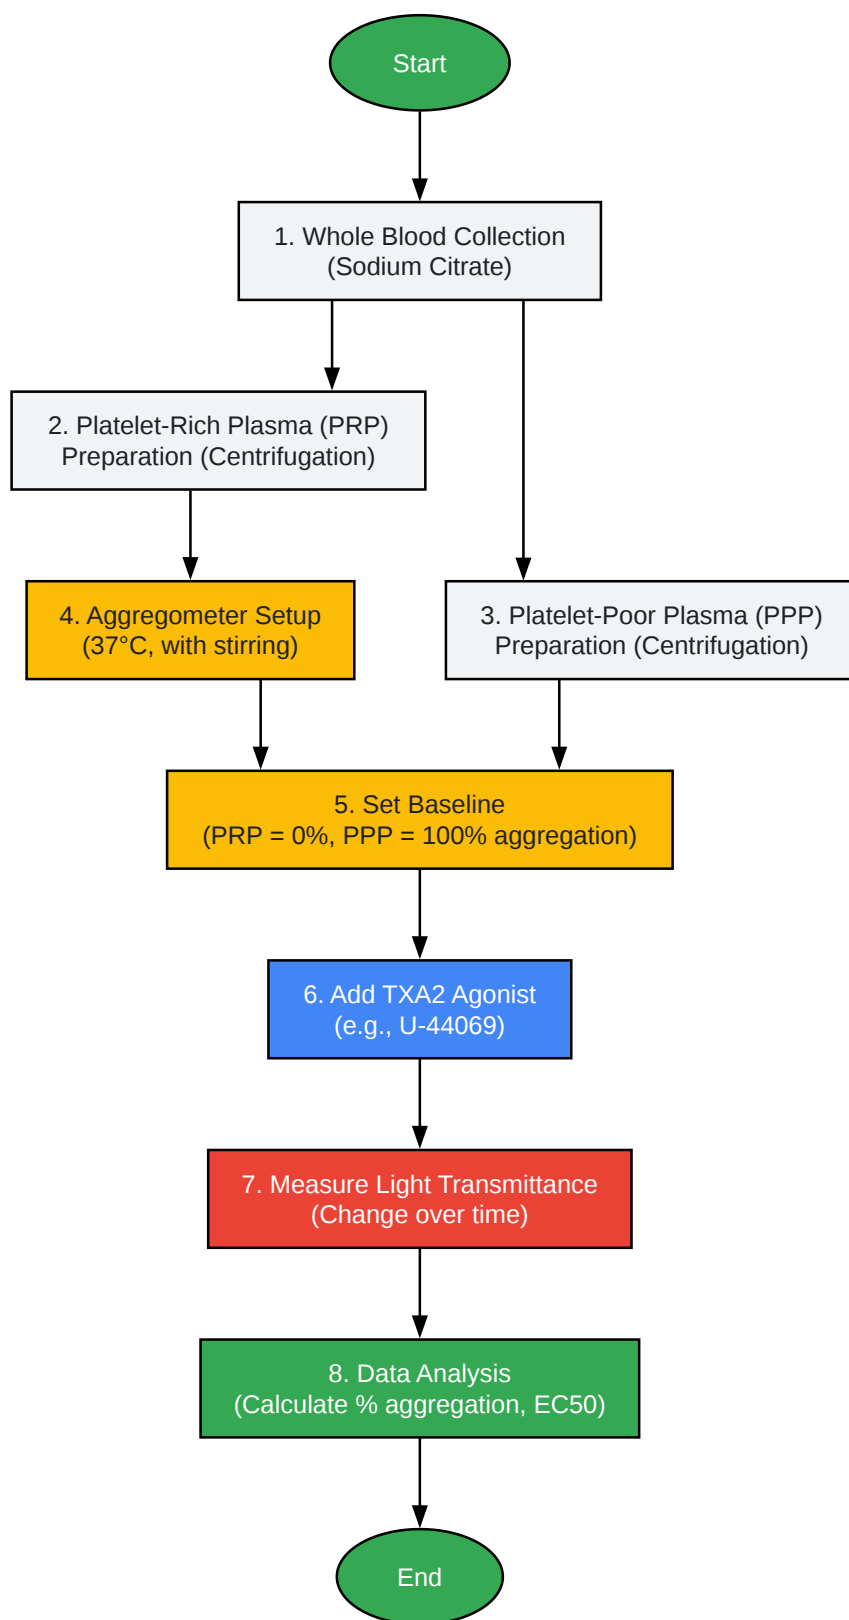 Start
1. Whole Blood Collection
(Sodium Citrate)
2. Platelet-Rich Plasma (PRP)
Preparation (Centrifugation)
4. Aggregometer Setup
(37°C, with stirring)
3. Platelet-Poor Plasma (PPP)
Preparation (Centrifugation)
5. Set Baseline
(PRP = 0%, PPP = 100% aggregation)
6. Add TXA2 Agonist
(e.g., U-44069)
7. Measure Light Transmittance
(Change over time)
8. Data Analysis
(Calculate % aggregation, EC50)
End